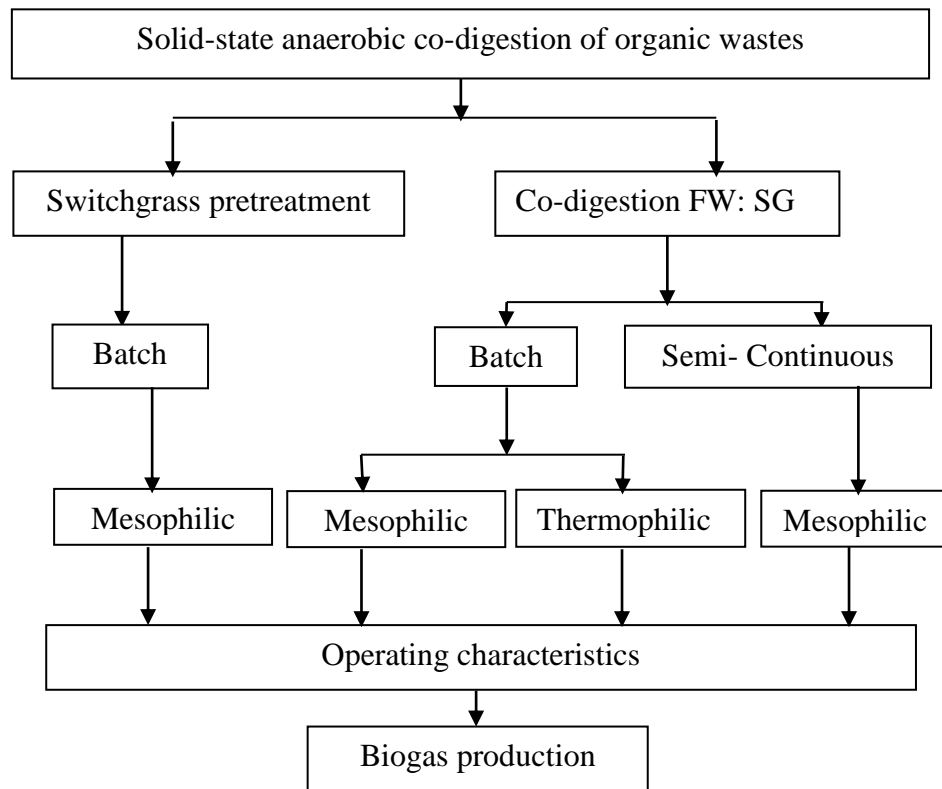 Solid-state anaerobic co-digestion of organic wastes
Switchgrass pretreatment
Co-digestion FW: SG
Batch
Batch
Semi- Continuous
Mesophilic
Mesophilic
Thermophilic
Mesophilic
Operating characteristics
Biogas production